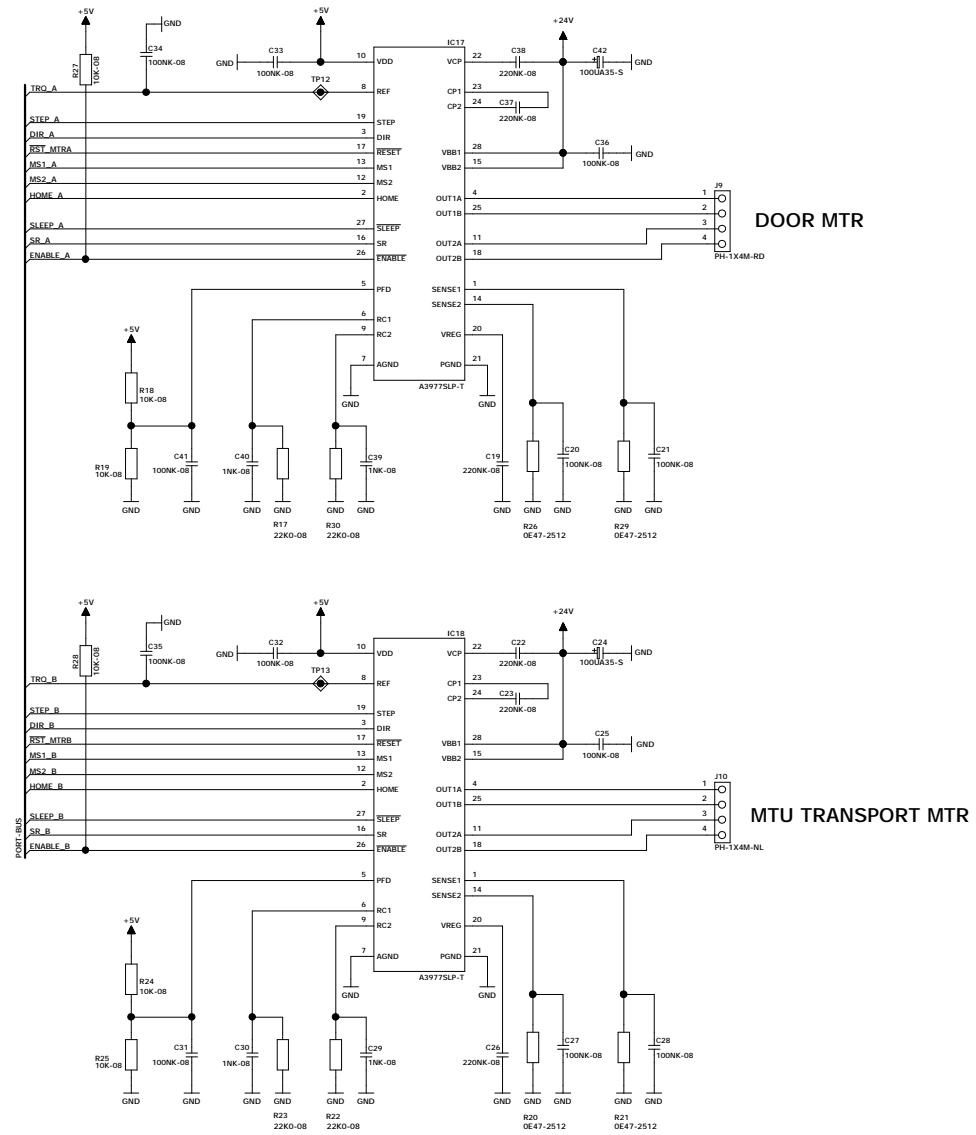 +5V
GND
+5V
+24V
IC17
R27
10K-08
C34
100NK-08
GND
C33
100NK-08
10
VDD
VCP
22
C38
220NK-08
C42
100UA35-S
GND
TRQ_A
TP12
8
REF
CP1
23
CP2
24
C37
220NK-08
STEP_A
19
STEP
DIR_A
3
DIR
RST_MTRA
17
RESET
VBB1
28
C36
100NK-08
GND
MS1_A
13
MS1
VBB2
15
MS2_A
12
MS2
HOME_A
2
HOME
OUT1A
4
1
J9
OUT1B
25
2
DOOR MTR
SLEEP_A
27
SLEEP
3
SR_A
16
SR
OUT2A
11
4
ENABLE_A
26
ENABLE
OUT2B
18
PH-1X4M-RD
5
PFD
SENSE1
1
SENSE2
14
6
RC1
9
RC2
VREG
20
+5V
7
AGND
PGND
21
A3977SLP-T
GND
GND
R18
10K-08
R19
10K-08
C41
100NK-08
C40
1NK-08
C39
1NK-08
C19
220NK-08
C20
100NK-08
C21
100NK-08
GND
GND
GND
GND
GND
GND
GND
GND
GND
GND
GND
R17
22K0-08
R30
22K0-08
R26
0E47-2512
R29
0E47-2512
+5V
GND
+5V
+24V
IC18
R28
10K-08
C35
100NK-08
GND
C32
100NK-08
10
VDD
VCP
22
C22
220NK-08
C24
100UA35-S
GND
TRQ_B
TP13
8
REF
CP1
23
CP2
24
C23
220NK-08
STEP_B
19
STEP
DIR_B
3
DIR
RST_MTRB
17
RESET
VBB1
28
C25
100NK-08
GND
MS1_B
13
MS1
VBB2
15
MS2_B
12
MS2
HOME_B
2
HOME
OUT1A
4
1
J10
OUT1B
25
2
MTU TRANSPORT MTR
SLEEP_B
27
SLEEP
3
SR_B
16
SR
OUT2A
11
4
ENABLE_B
26
ENABLE
OUT2B
18
PH-1X4M-NL
PORT-BUS
5
PFD
SENSE1
1
SENSE2
14
6
RC1
9
RC2
VREG
20
+5V
7
AGND
PGND
21
A3977SLP-T
GND
GND
R24
10K-08
R25
10K-08
C31
100NK-08
C30
1NK-08
C29
1NK-08
C26
220NK-08
C27
100NK-08
C28
100NK-08
GND
GND
GND
GND
GND
GND
GND
GND
GND
GND
GND
R23
22K0-08
R22
22K0-08
R20
0E47-2512
R21
0E47-2512